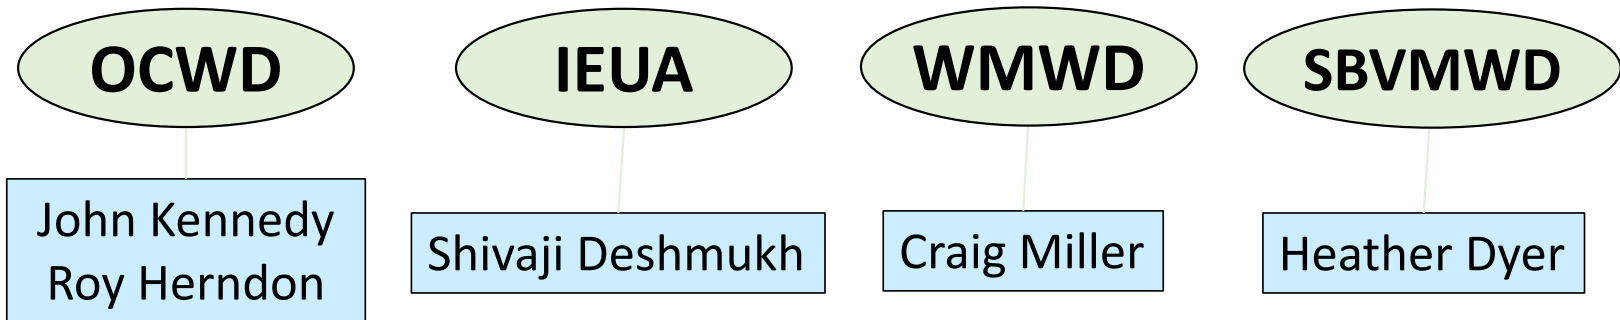 OCWD
John Kennedy
Roy Herndon
IEUA
Shivaji Deshmukh
WMWD
Craig Miller
SBVMWD
Heather Dyer